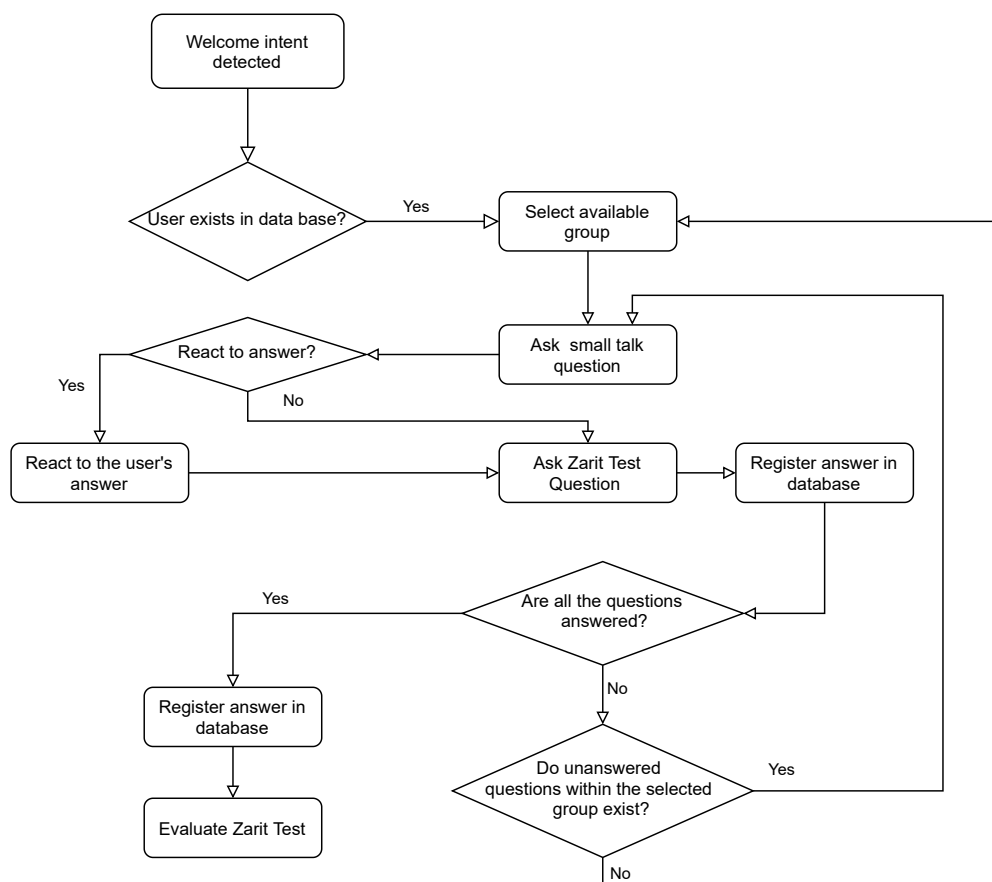 Welcome intent
detected
User exists in data base?
Yes
Select available
group
React to answer?
Ask  small talk
question
Yes
No
React to the user's
answer
Ask Zarit Test
Question
Register answer in
database
Yes
Are all the questions
answered?
No
Register answer in
database
Do unanswered
questions within the selected
group exist?
Yes
Evaluate Zarit Test
No